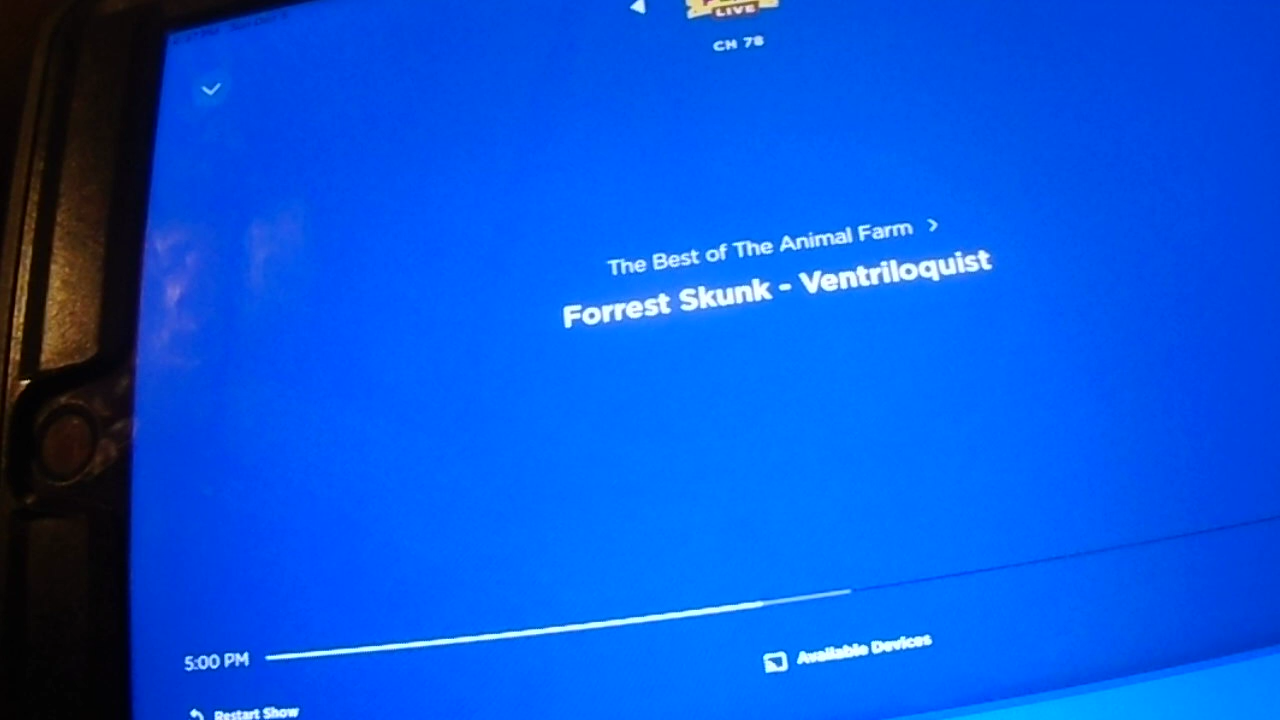 LIVE
CH 78
The Best of The Animal Farm
Forrest Skunk - Ventriloquist
5:00 PM
Available Devices
Restart Show